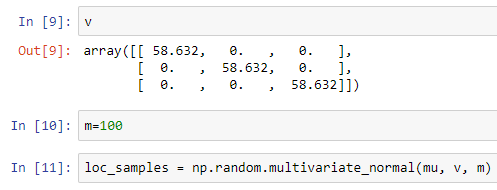 In [9]: v
Out[9]: array([[ 58.632,   0.   ,   0.   ],
       [  0.   ,  58.632,   0.   ],
       [  0.   ,   0.   ,  58.632]])
In [10]: m=100
In [11]: loc_samples = np.random.multivariate_normal(mu, v, m)